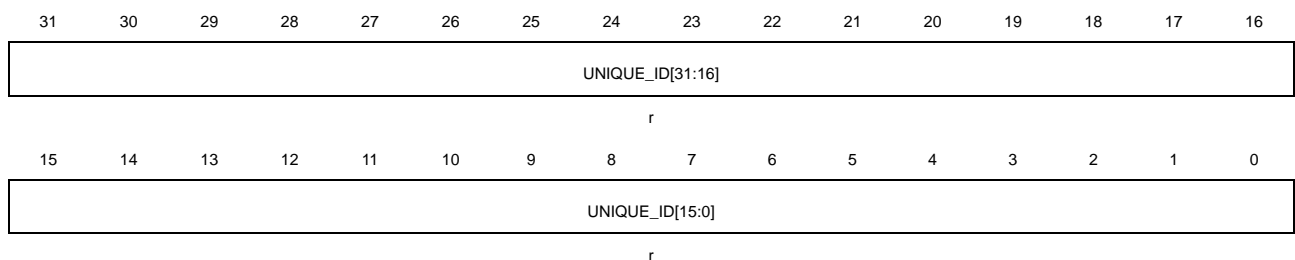 31 30 29 28 27 26 25 24 23 22 21 20 19 18 17 16
UNIQUE_ID[31:16]
r
15 14 13 12 11 10 9 8 7 6 5 4 3 2 1 0
UNIQUE_ID[15:0]
r